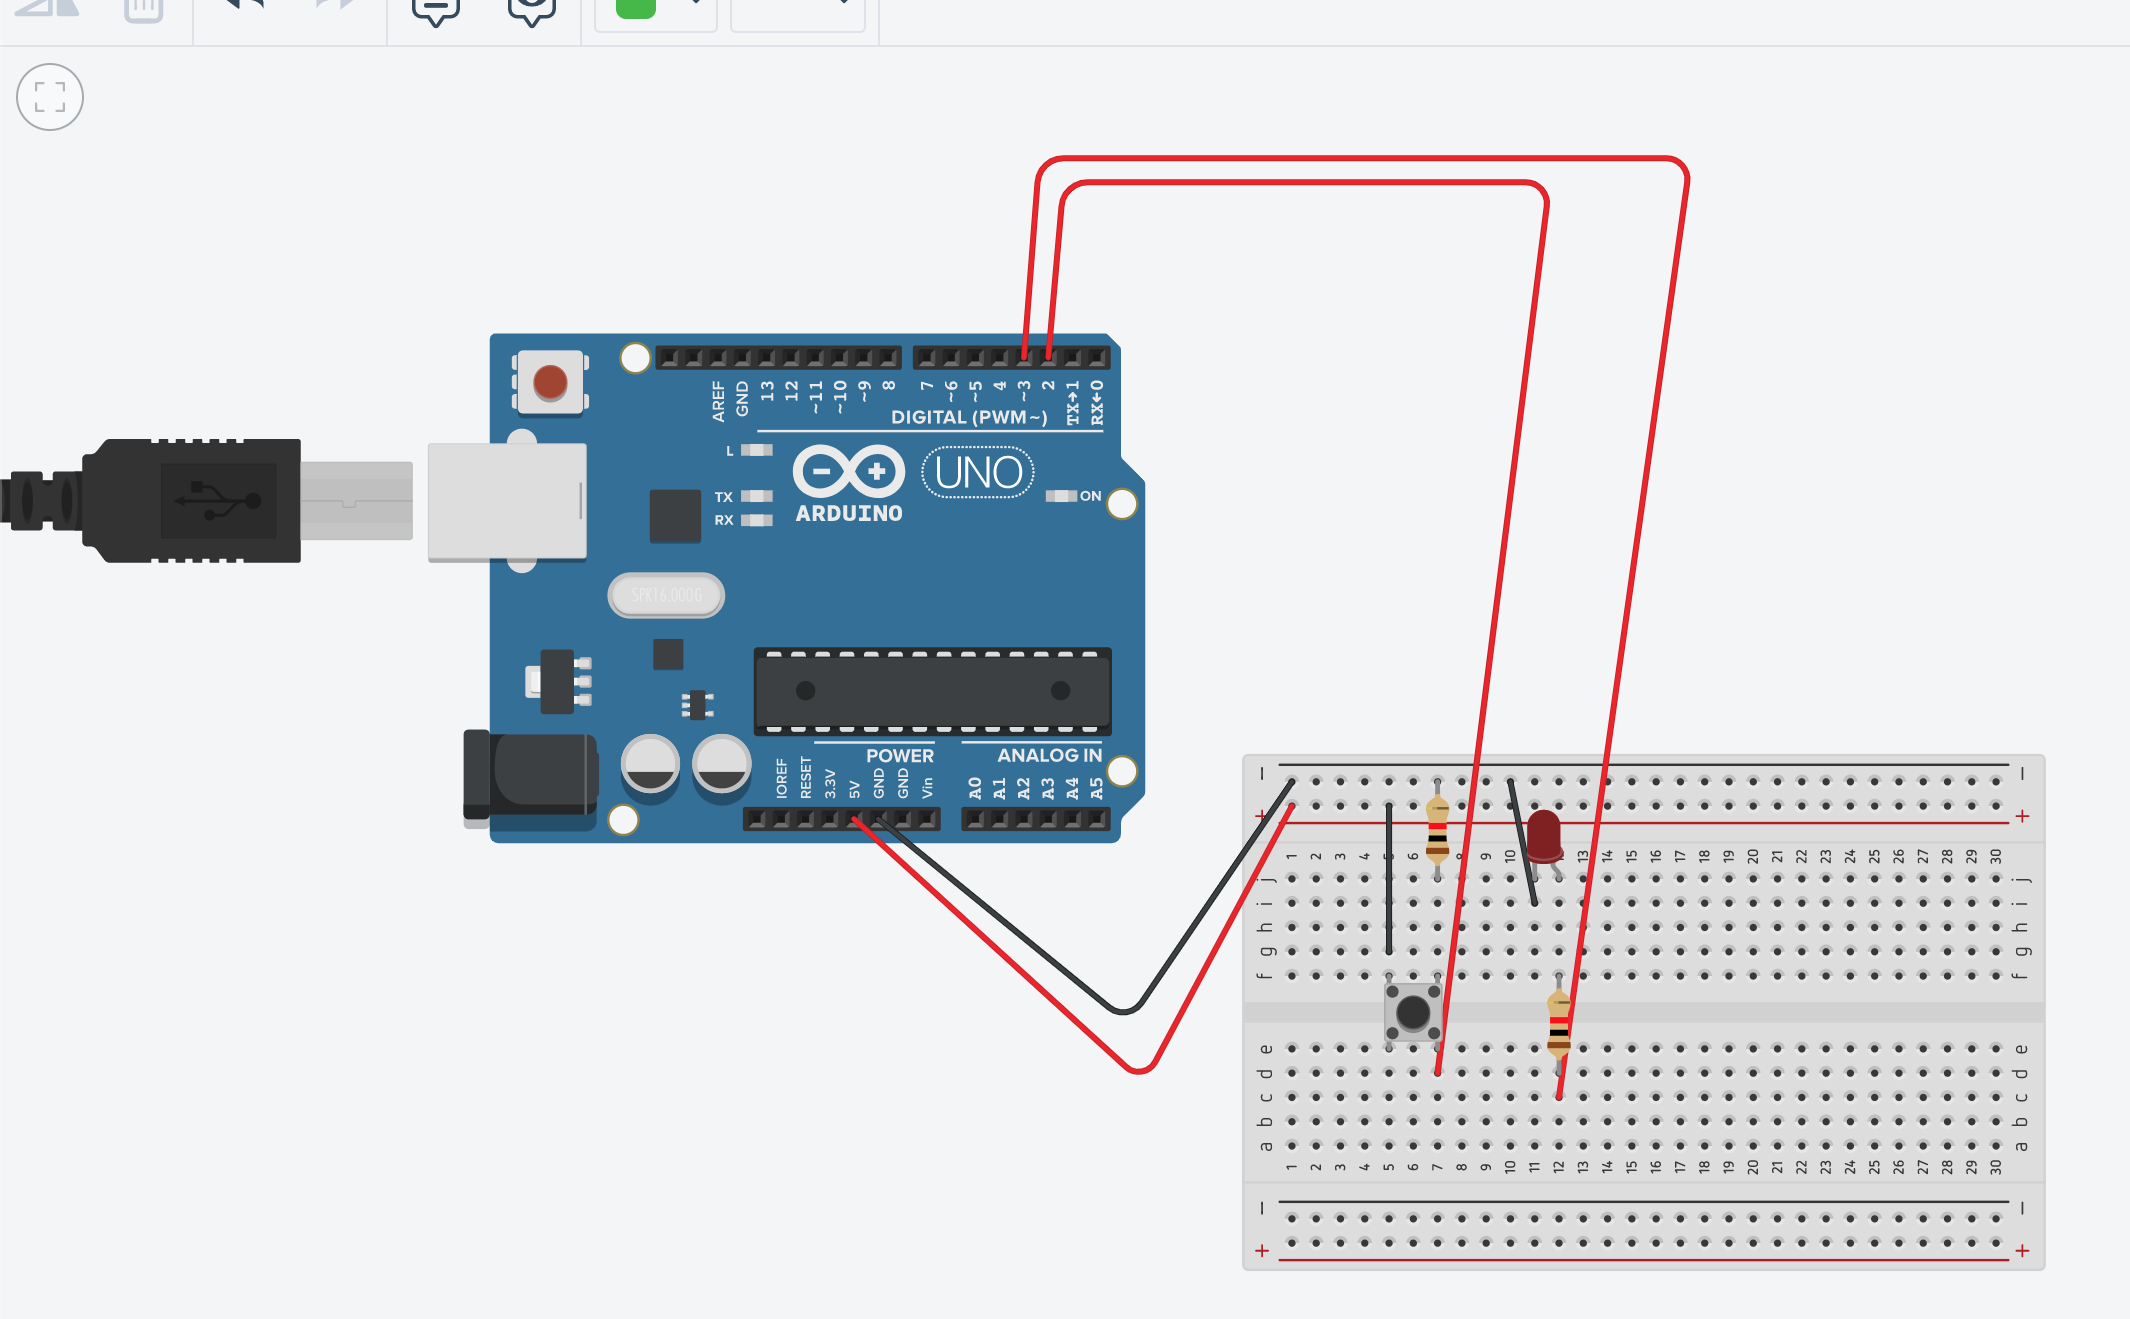 AREF GND 13 12 ~11 ~10 ~9 8 7 ~6 ~5 4 ~3 2 TX→1 RX←0
DIGITAL (PWM~)
L
TX
RX
UNO
ON
ARDUINO
SPK16.000G
POWER
ANALOG IN
IOREF RESET 3.3V 5V GND GND Vin A0 A1 A2 A3 A4 A5
− −
+ +
1 2 3 4 5 6 8 9 10 11 13 14 15 16 17 18 19 20 21 22 23 24 25 26 27 28 29 30
j j
i i
h h
g g
f f
e e
d d
c c
b b
a a
1 2 3 4 5 6 7 8 9 10 11 12 13 14 15 16 17 18 19 20 21 22 23 24 25 26 27 28 29 30
− −
+ +